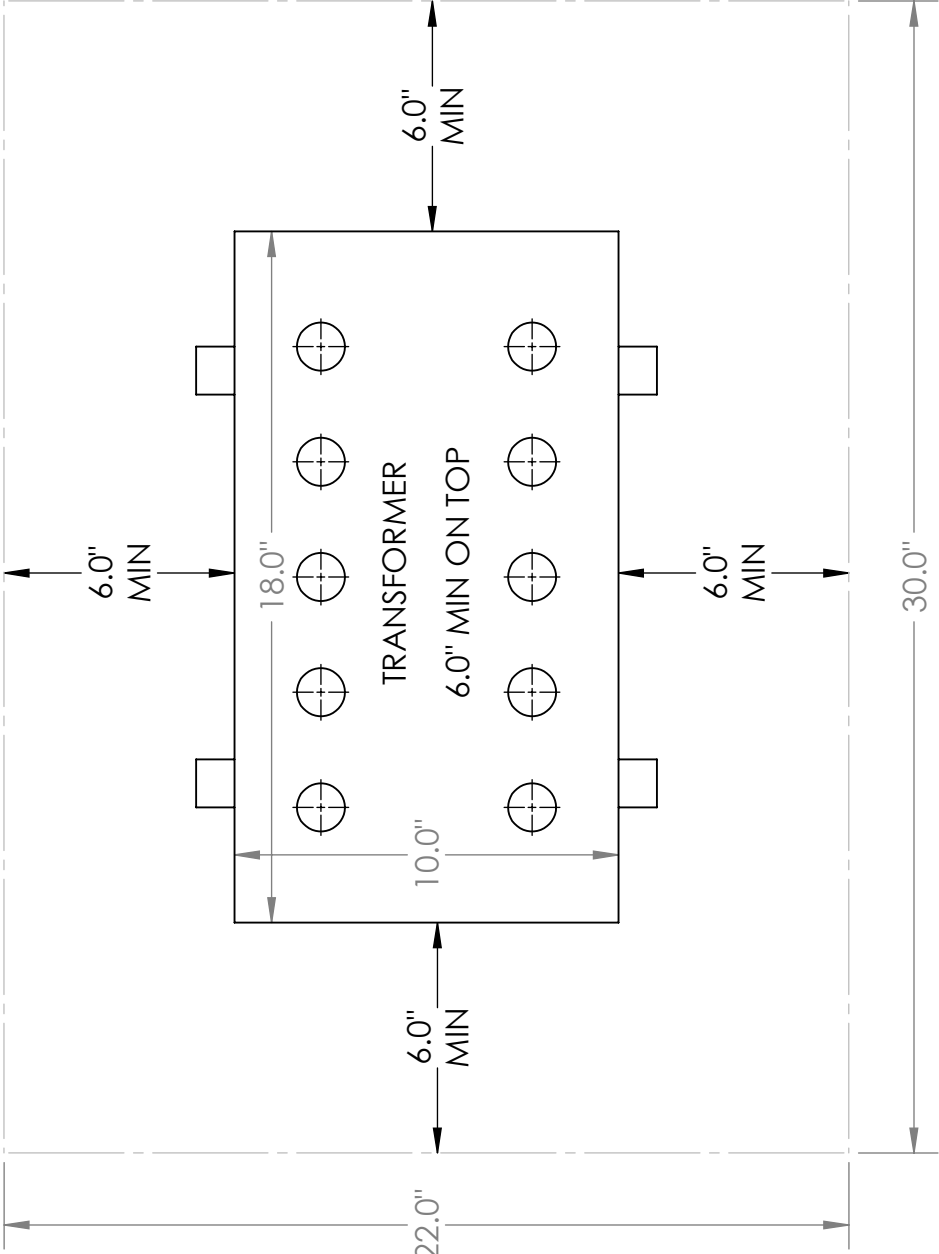 6.0"
MIN
6.0"
MIN
18.0"
TRANSFORMER
6.0" MIN ON TOP
10.0"
6.0"
MIN
6.0"
MIN
30.0"
22.0"